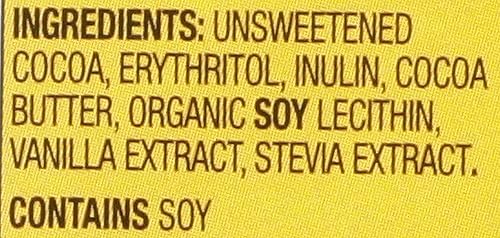 INGREDIENTS: UNSWEETENED
COCOA, ERYTHRITOL, INULIN, COCOA
BUTTER, ORGANIC SOY LECITHIN,
VANILLA EXTRACT, STEVIA EXTRACT.
CONTAINS SOY